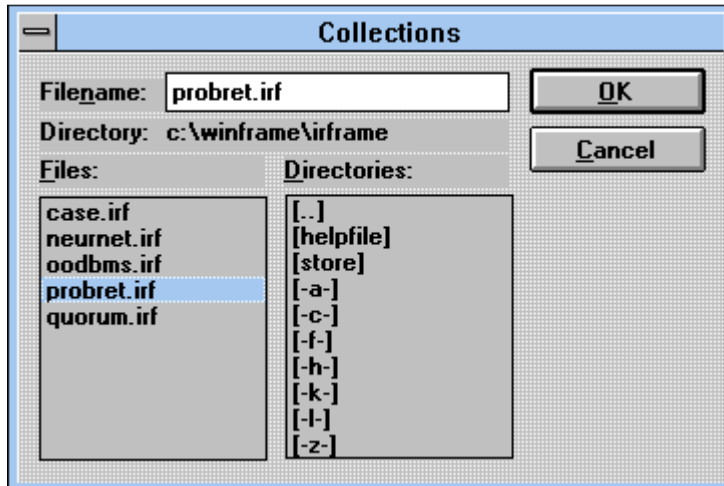 Collections
Filename: probret.irf
OK
Directory: c:\winframe\irframe
Cancel
Files:
case.irf
neurnet.irf
oodbms.irf
probret.irf
quorum.irf
Directories:
[..]
[helpfile]
[store]
[-a-]
[-c-]
[-f-]
[-h-]
[-k-]
[-l-]
[-z-]